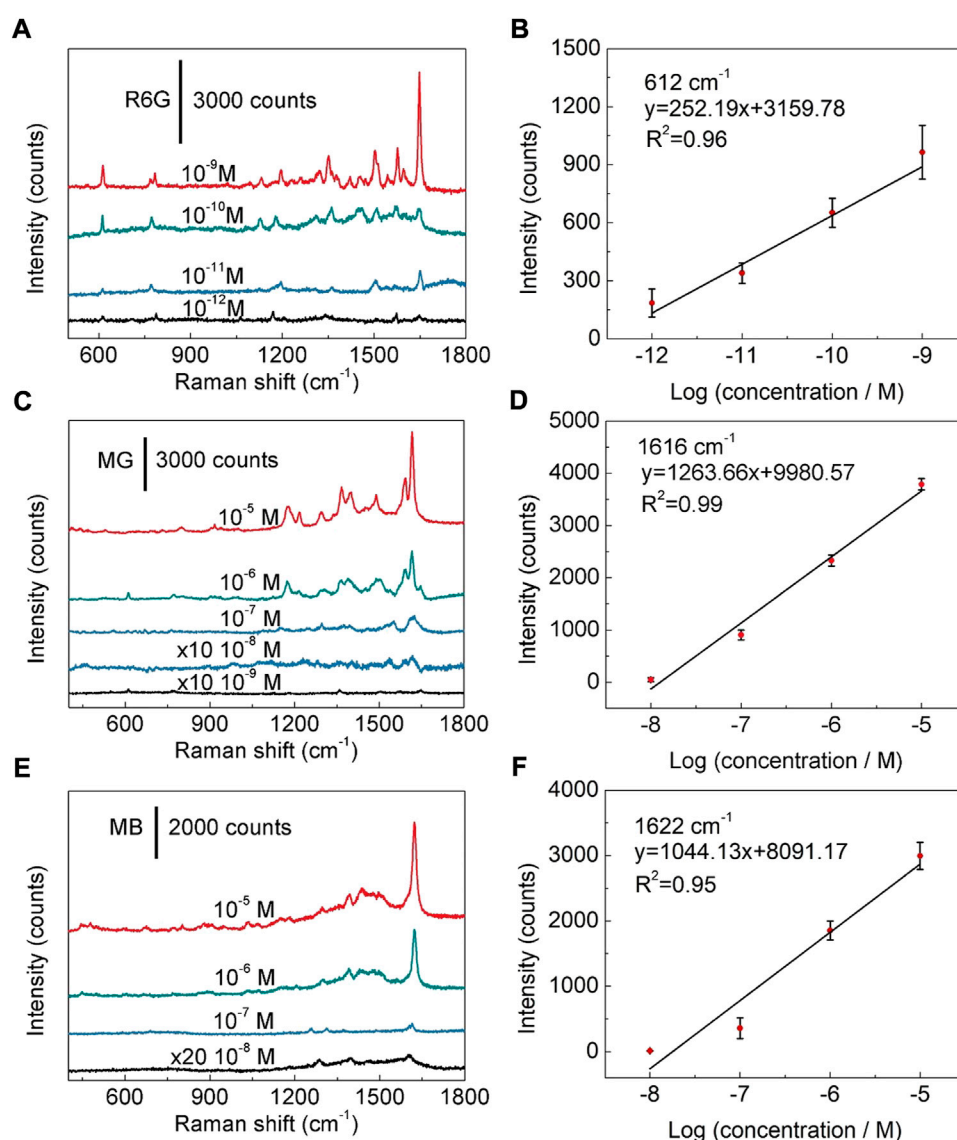 A
R6G
3000 counts
10⁻⁹M
10⁻¹⁰M
10⁻¹¹M
10⁻¹²M
Intensity (counts)
600 900 1200 1500 1800
Raman shift (cm⁻¹)
B
612 cm⁻¹
y=252.19x+3159.78
R²=0.96
Intensity (counts)
1500
1200
900
600
300
0
-12 -11 -10 -9
Log (concentration / M)
C
MG
3000 counts
10⁻⁵ M
10⁻⁶ M
10⁻⁷ M
x10 10⁻⁸ M
x10 10⁻⁹ M
Intensity (counts)
600 900 1200 1500 1800
Raman shift (cm⁻¹)
D
1616 cm⁻¹
y=1263.66x+9980.57
R²=0.99
Intensity (counts)
5000
4000
3000
2000
1000
0
-8 -7 -6 -5
Log (concentration / M)
E
MB
2000 counts
10⁻⁵ M
10⁻⁶ M
10⁻⁷ M
x20 10⁻⁸ M
Intensity (counts)
600 900 1200 1500 1800
Raman shift (cm⁻¹)
F
1622 cm⁻¹
y=1044.13x+8091.17
R²=0.95
Intensity (counts)
4000
3000
2000
1000
0
-8 -7 -6 -5
Log (concentration / M)